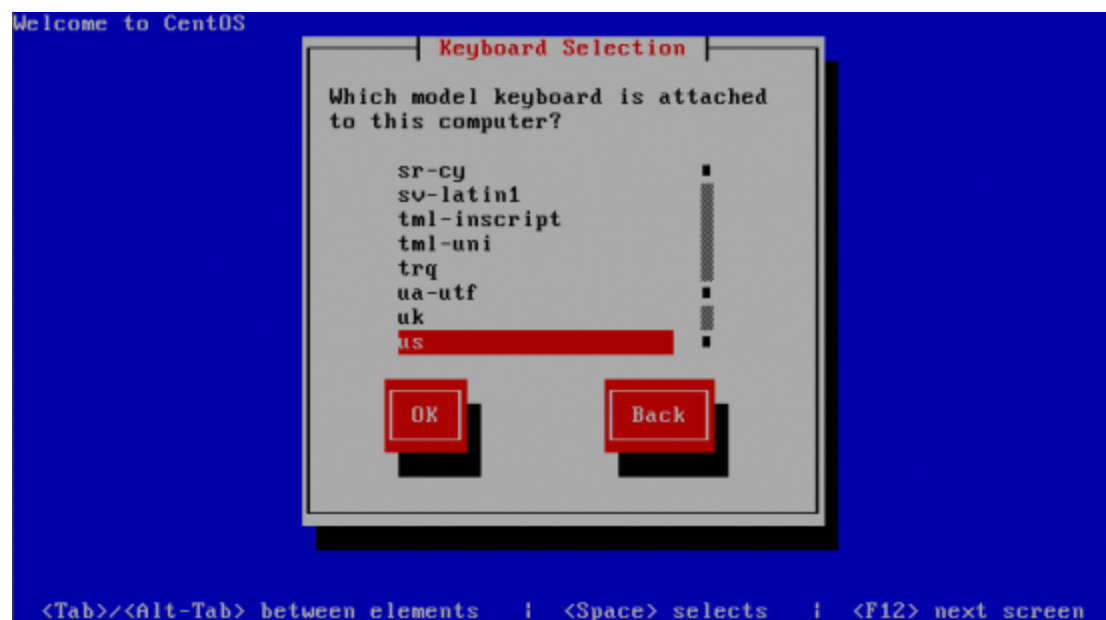 Welcome to CentOS
Keyboard Selection
Which model keyboard is attached
to this computer?
sr-cy
sv-latin1
tml-inscript
tml-uni
trq
ua-utf
uk
us
OK Back
<Tab>/<Alt-Tab> between elements | <Space> selects | <F12> next screen